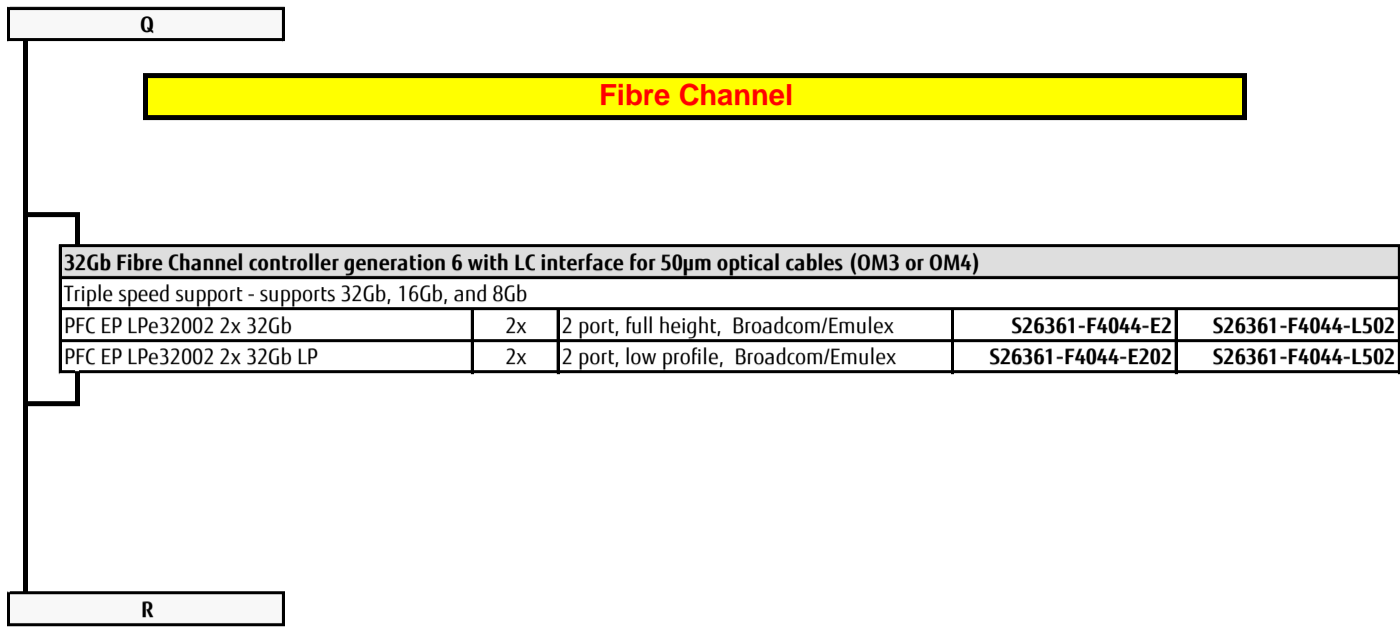 Q
Fibre Channel
32Gb Fibre Channel controller generation 6 with LC interface for 50µm optical cables (OM3 or OM4)
Triple speed support - supports 32Gb, 16Gb, and 8Gb
PFC EP LPe32002 2x 32Gb 2x 2 port, full height, Broadcom/Emulex S26361-F4044-E2 S26361-F4044-L502
PFC EP LPe32002 2x 32Gb LP 2x 2 port, low profile, Broadcom/Emulex S26361-F4044-E202 S26361-F4044-L502
R